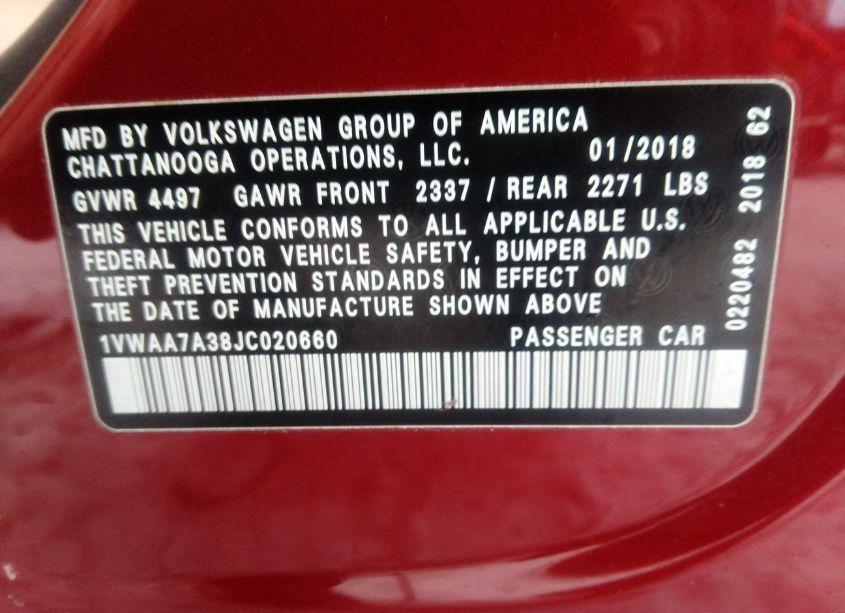 MFD BY VOLKSWAGEN GROUP OF AMERICA
CHATTANOOGA OPERATIONS, LLC. 01/2018
GVWR 4497 GAWR FRONT 2337 / REAR 2271 LBS
THIS VEHICLE CONFORMS TO ALL APPLICABLE U.S.
FEDERAL MOTOR VEHICLE SAFETY, BUMPER AND
THEFT PREVENTION STANDARDS IN EFFECT ON
THE DATE OF MANUFACTURE SHOWN ABOVE
1VWAA7A38JC020660 PASSENGER CAR
0220482 2018 62